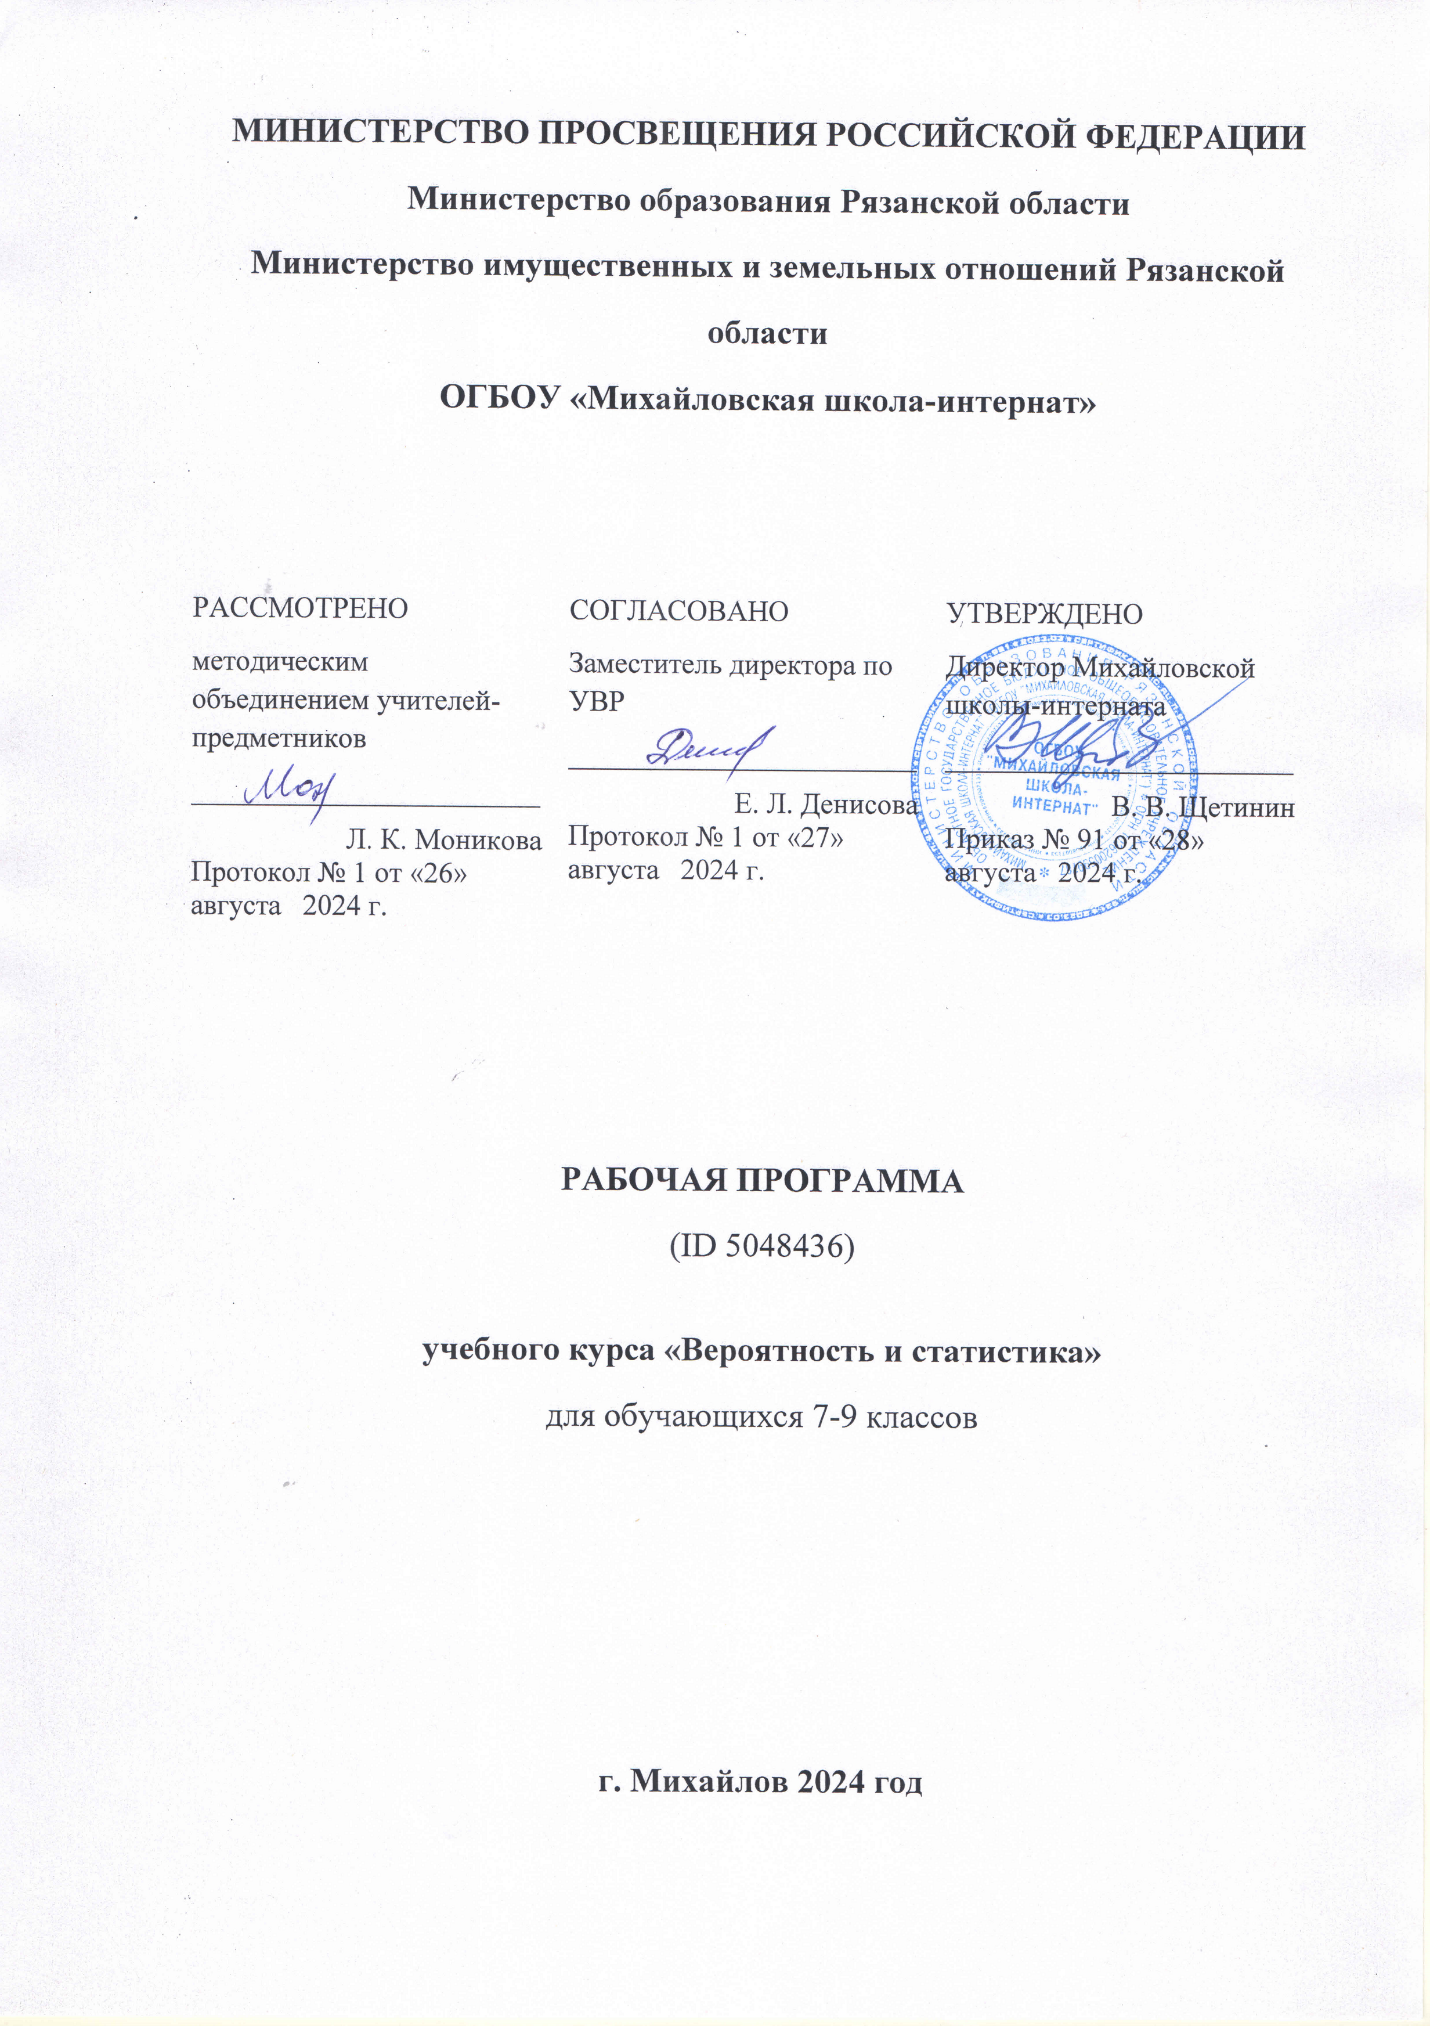 МИНИСТЕРСТВО ПРОСВЕЩЕНИЯ РОССИЙСКОЙ ФЕДЕРАЦИИ
Министерство образования Рязанской области
Министерство имущественных и земельных отношений Рязанской
области
ОГБОУ «Михайловская школа-интернат»
РАССМОТРЕНО
методическим
объединением учителей-
предметников
Л. К. Моникова
Протокол № 1 от «26»
августа 2024 г.
СОГЛАСОВАНО
Заместитель директора по
УВР
Е. Л. Денисова
Протокол № 1 от «27»
августа 2024 г.
УТВЕРЖДЕНО
Директор Михайловской
школы-интерната
В. В. Щетинин
Приказ № 91 от «28»
августа 2024 г.
ОГБОУ
"МИХАЙЛОВСКАЯ
ШКОЛА-
ИНТЕРНАТ"
РАБОЧАЯ ПРОГРАММА
(ID 5048436)
учебного курса «Вероятность и статистика»
для обучающихся 7-9 классов
г. Михайлов 2024 год